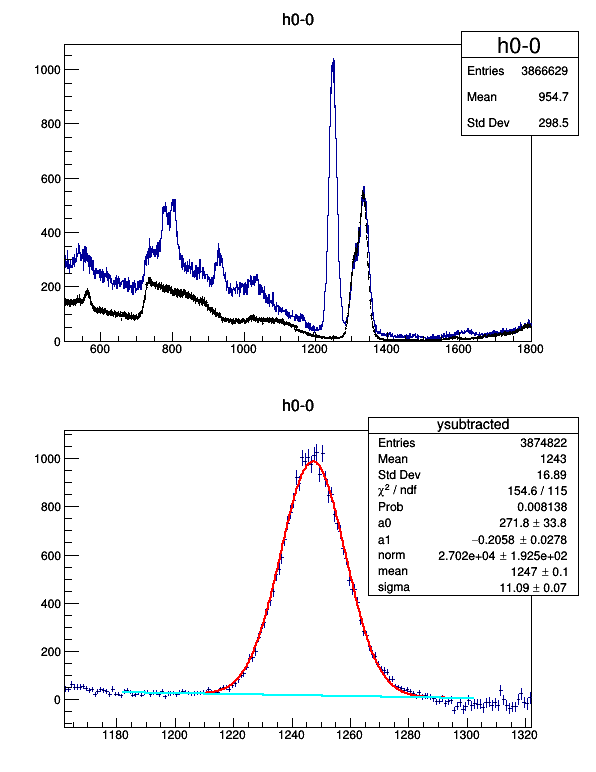 h0-0
h0-0
Entries 3866629
Mean 954.7
Std Dev 298.5
1000
800
600
400
200
0
600 800 1000 1200 1400 1600 1800
h0-0
ysubtracted
Entries 3874822
Mean 1243
Std Dev 16.89
χ² / ndf 154.6 / 115
Prob 0.008138
a0 271.8 ± 33.8
a1 −0.2058 ± 0.0278
norm 2.702e+04 ± 1.925e+02
mean 1247 ± 0.1
sigma 11.09 ± 0.07
1000
800
600
400
200
0
1180 1200 1220 1240 1260 1280 1300 1320